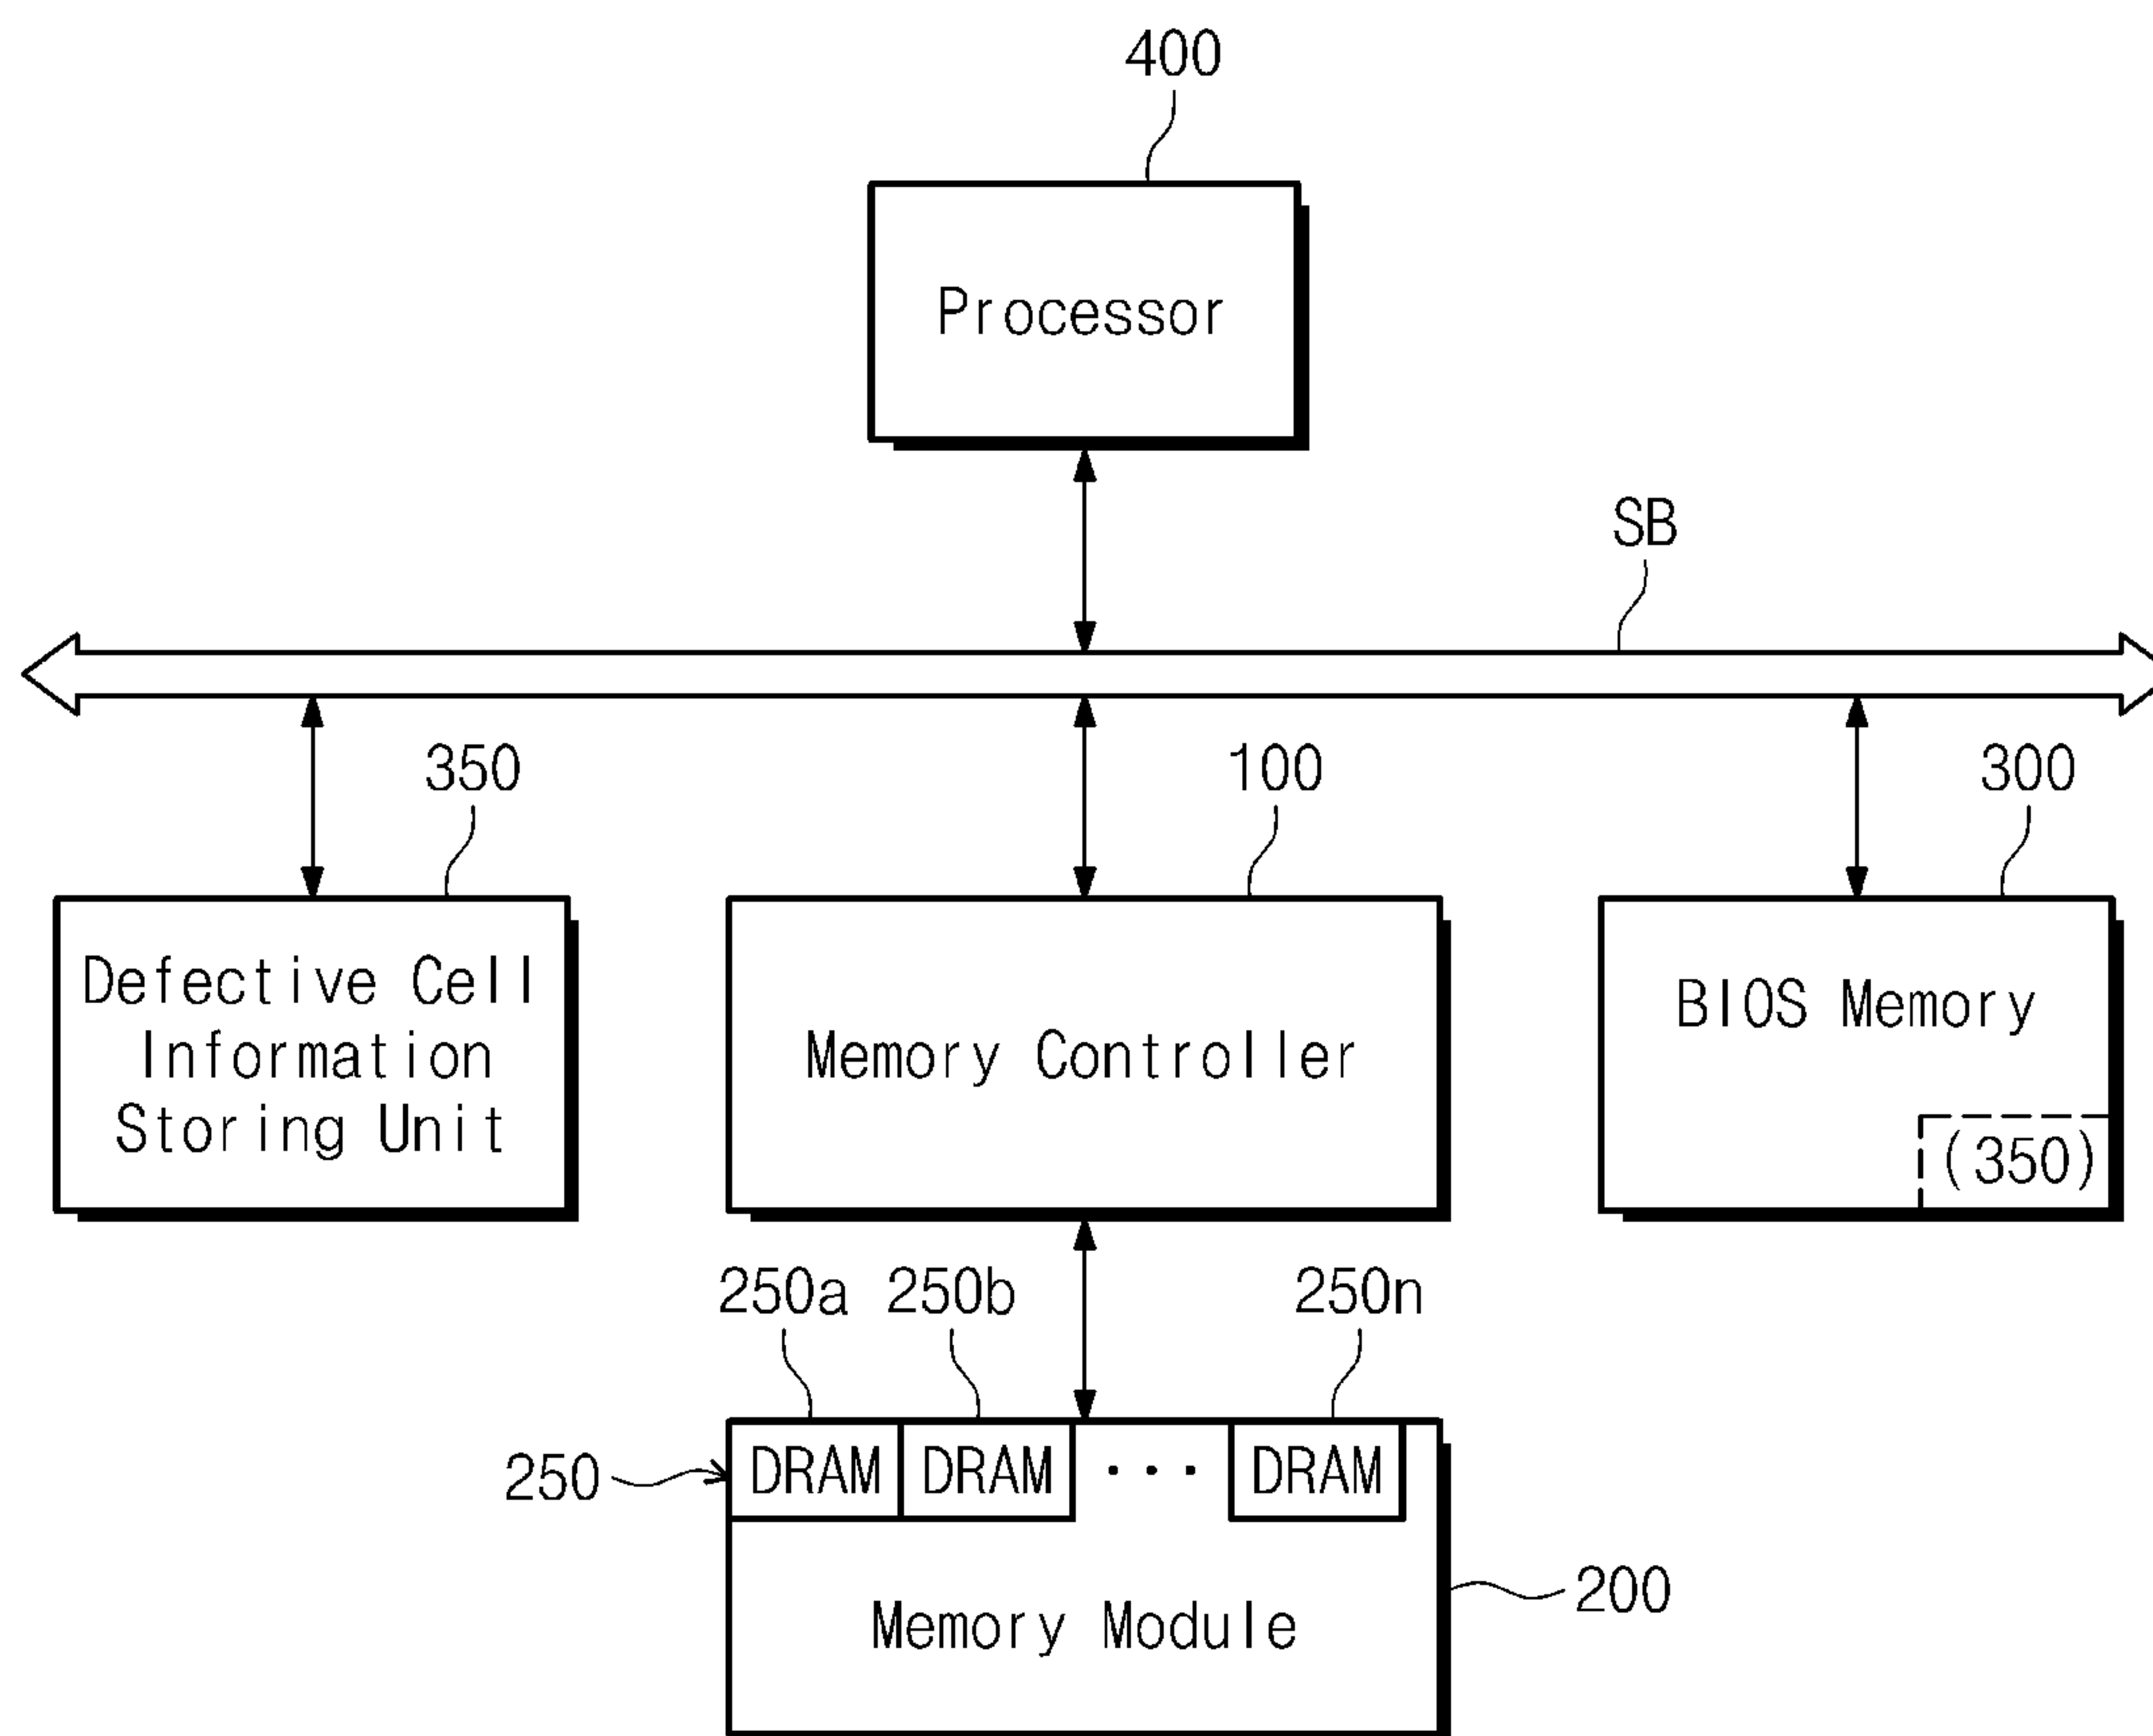 400
Processor
SB
350
100
300
Defective Cell
Information
Storing Unit
Memory Controller
BIOS Memory
(350)
250a 250b 250n
250
DRAM DRAM ··· DRAM
200
Memory Module